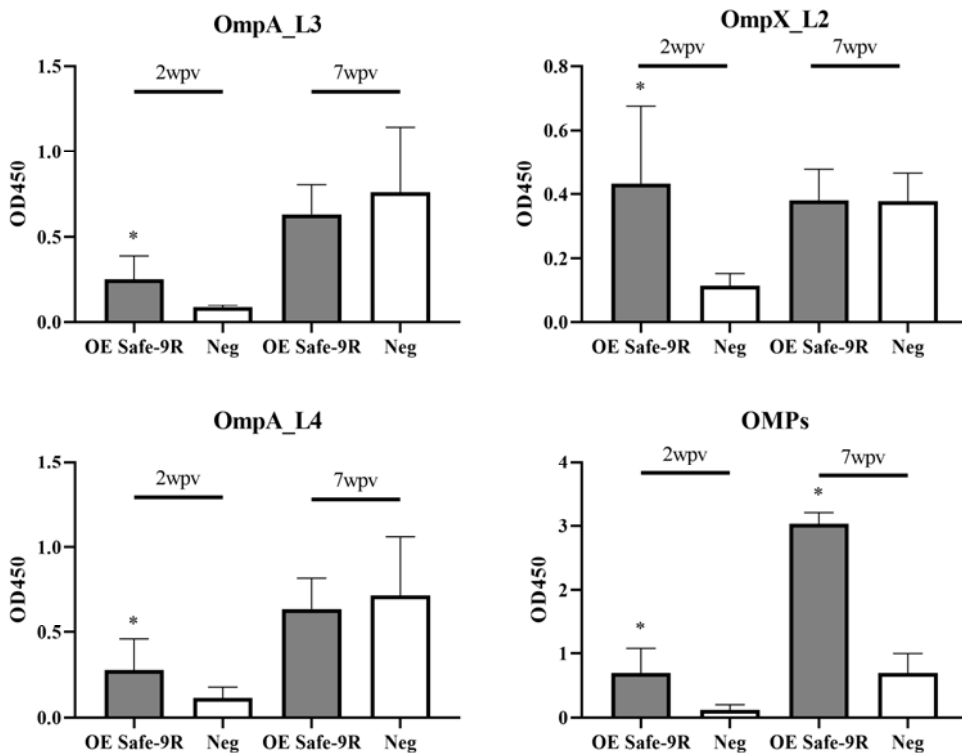 OmpA_L3
2wpv 7wpv
1.5
1.0
0.5
0.0
OD450
*
OE Safe-9R Neg OE Safe-9R Neg
OmpX_L2
2wpv 7wpv
0.8
0.6
0.4
0.2
0.0
OD450
*
OE Safe-9R Neg OE Safe-9R Neg
OmpA_L4
2wpv 7wpv
1.5
1.0
0.5
0.0
OD450
*
OE Safe-9R Neg OE Safe-9R Neg
OMPs
2wpv 7wpv
4
3
2
1
0
OD450
*
*
OE Safe-9R Neg OE Safe-9R Neg